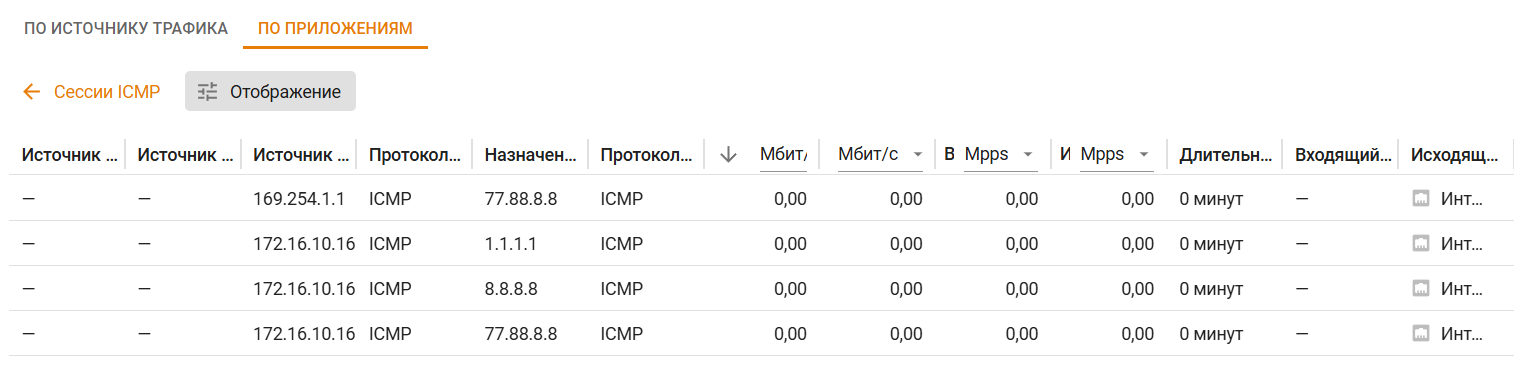 ПО ИСТОЧНИКУ ТРАФИКА ПО ПРИЛОЖЕНИЯМ
← Сессии ICMP Отображение
Источник ... Источник ... Источник ... Протокол... Назначен... Протокол... ↓ Мбит/ Мбит/с В Mpps И Mpps Длительн... Входящий... Исходящ...
— — 169.254.1.1 ICMP 77.88.8.8 ICMP 0,00 0,00 0,00 0,00 0 минут — Инт...
— — 172.16.10.16 ICMP 1.1.1.1 ICMP 0,00 0,00 0,00 0,00 0 минут — Инт...
— — 172.16.10.16 ICMP 8.8.8.8 ICMP 0,00 0,00 0,00 0,00 0 минут — Инт...
— — 172.16.10.16 ICMP 77.88.8.8 ICMP 0,00 0,00 0,00 0,00 0 минут — Инт...